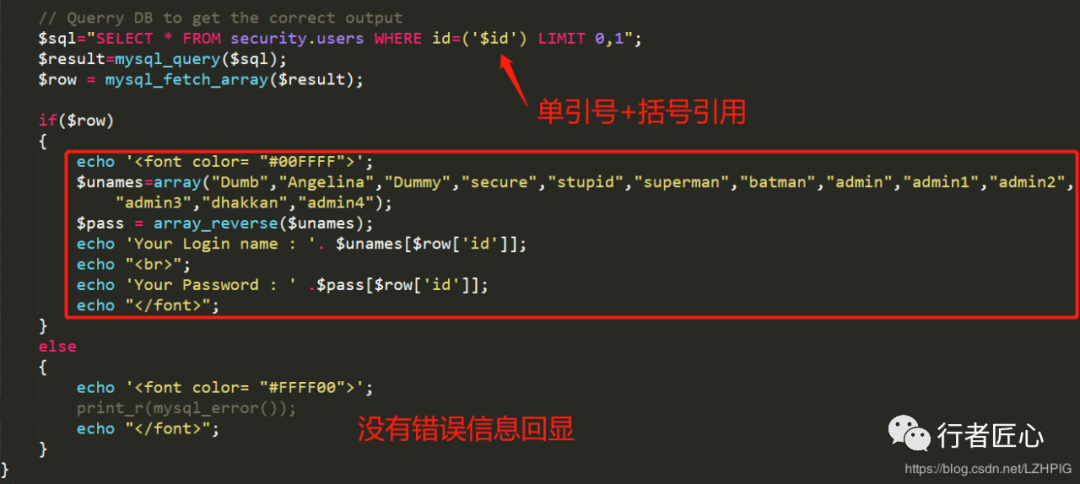 // Querry DB to get the correct output
$sql="SELECT * FROM security.users WHERE id=('$id') LIMIT 0,1";
$result=mysql_query($sql);
$row = mysql_fetch_array($result);
单引号+括号引用
if($row)
{
echo '<font color= "#00FFFF">';
$unames=array("Dumb","Angelina","Dummy","secure","stupid","superman","batman","admin","admin1","admin2",
"admin3","dhakkan","admin4");
$pass = array_reverse($unames);
echo 'Your Login name : '. $unames[$row['id']];
echo "<br>";
echo 'Your Password : ' .$pass[$row['id']];
echo "</font>";
}
else
{
echo '<font color= "#FFFF00">';
print_r(mysql_error());
echo "</font>";
没有错误信息回显
}
}
行者匠心
https://blog.csdn.net/LZHPIG